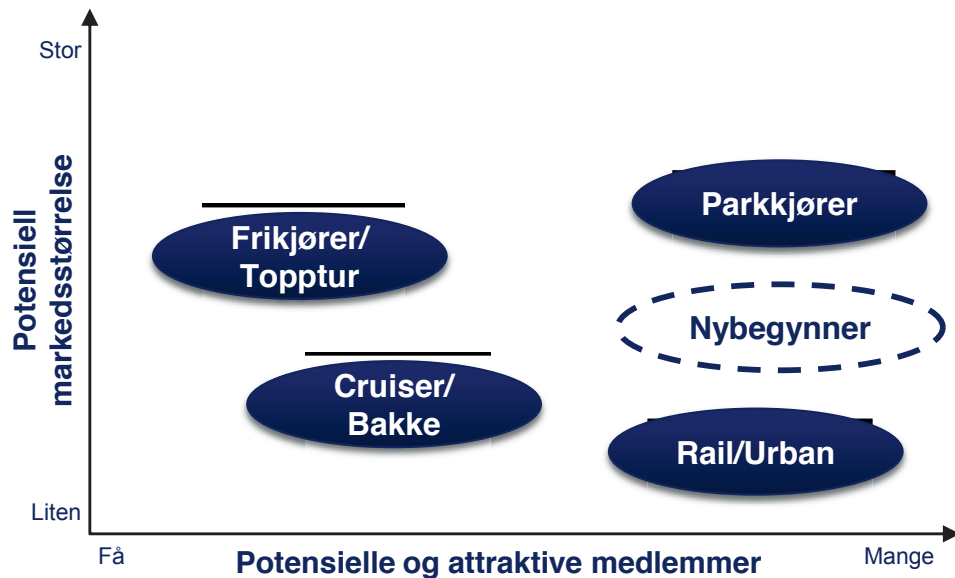 Stor
Potensiell
markedsstørrelse
Frikjører/
Topptur
Parkkjører
Nybegynner
Cruiser/
Bakke
Rail/Urban
Liten
Få
Potensielle og attraktive medlemmer
Mange